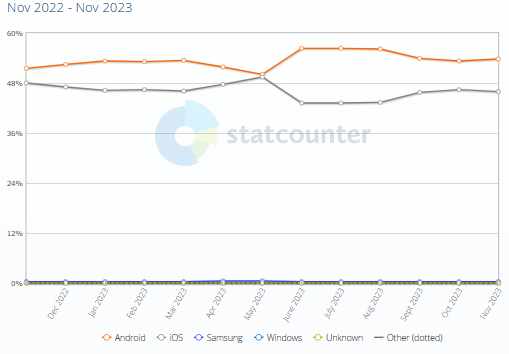 Nov 2022 - Nov 2023
60%
48%
36%
24%
12%
0%
statcounter
Dec 2022
Jan 2023
Feb 2023
Mar 2023
Apr 2023
May 2023
June 2023
July 2023
Aug 2023
Sept 2023
Oct 2023
Nov 2023
Android iOS Samsung Windows Unknown Other (dotted)